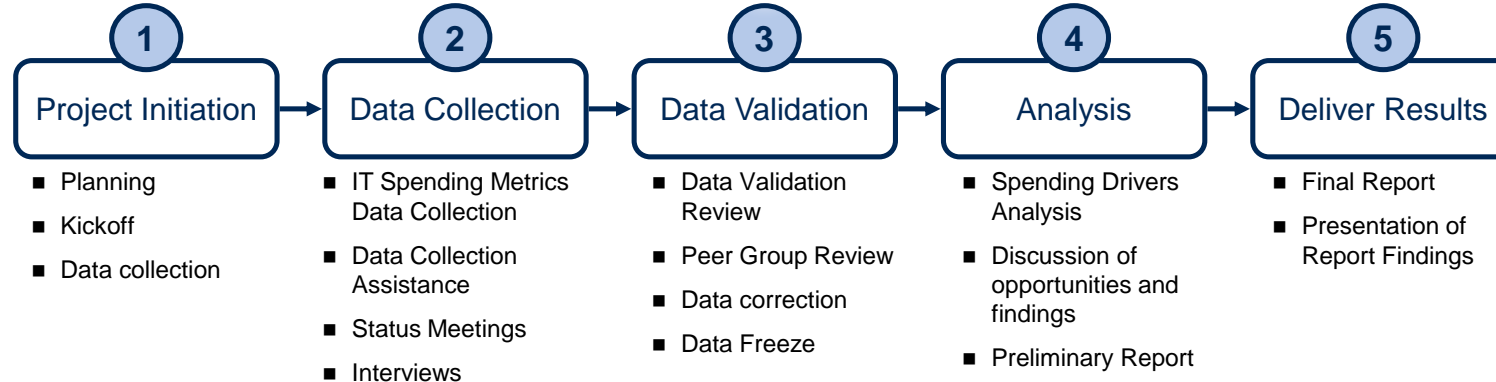 1
Project Initiation
■ Planning
■ Kickoff
■ Data collection
2
Data Collection
■ IT Spending Metrics
Data Collection
■ Data Collection
Assistance
■ Status Meetings
■ Interviews
3
Data Validation
■ Data Validation
Review
■ Peer Group Review
■ Data correction
■ Data Freeze
4
Analysis
■ Spending Drivers
Analysis
■ Discussion of
opportunities and
findings
■ Preliminary Report
5
Deliver Results
■ Final Report
■ Presentation of
Report Findings